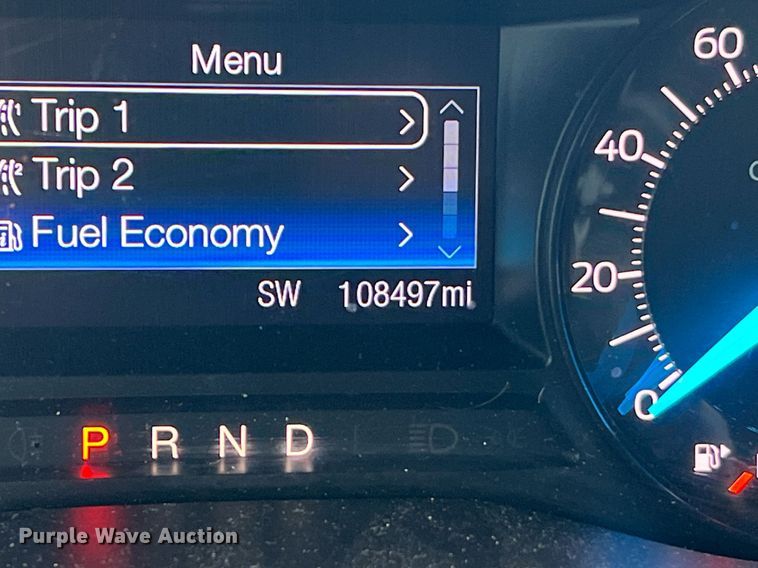 Menu
Trip 1
Trip 2
Fuel Economy
SW 108497mi
P R N D
60
40
20
0
Purple Wave Auction